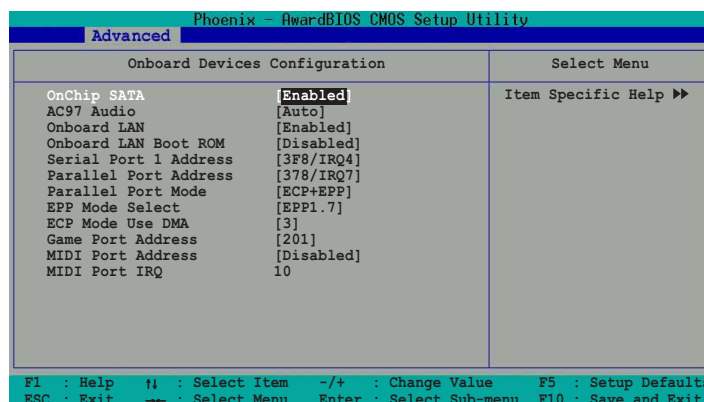 Phoenix - AwardBIOS CMOS Setup Utility
Advanced
Onboard Devices Configuration
Select Menu
OnChip SATA [Enabled]
Item Specific Help ▶▶
AC97 Audio [Auto]
Onboard LAN [Enabled]
Onboard LAN Boot ROM [Disabled]
Serial Port 1 Address [3F8/IRQ4]
Parallel Port Address [378/IRQ7]
Parallel Port Mode [ECP+EPP]
EPP Mode Select [EPP1.7]
ECP Mode Use DMA [3]
Game Port Address [201]
MIDI Port Address [Disabled]
MIDI Port IRQ 10
F1 : Help ↑↓ : Select Item -/+ : Change Value F5 : Setup Defaults
ESC : Exit : Select Menu Enter : Select Sub-menu F10 : Save and Exit